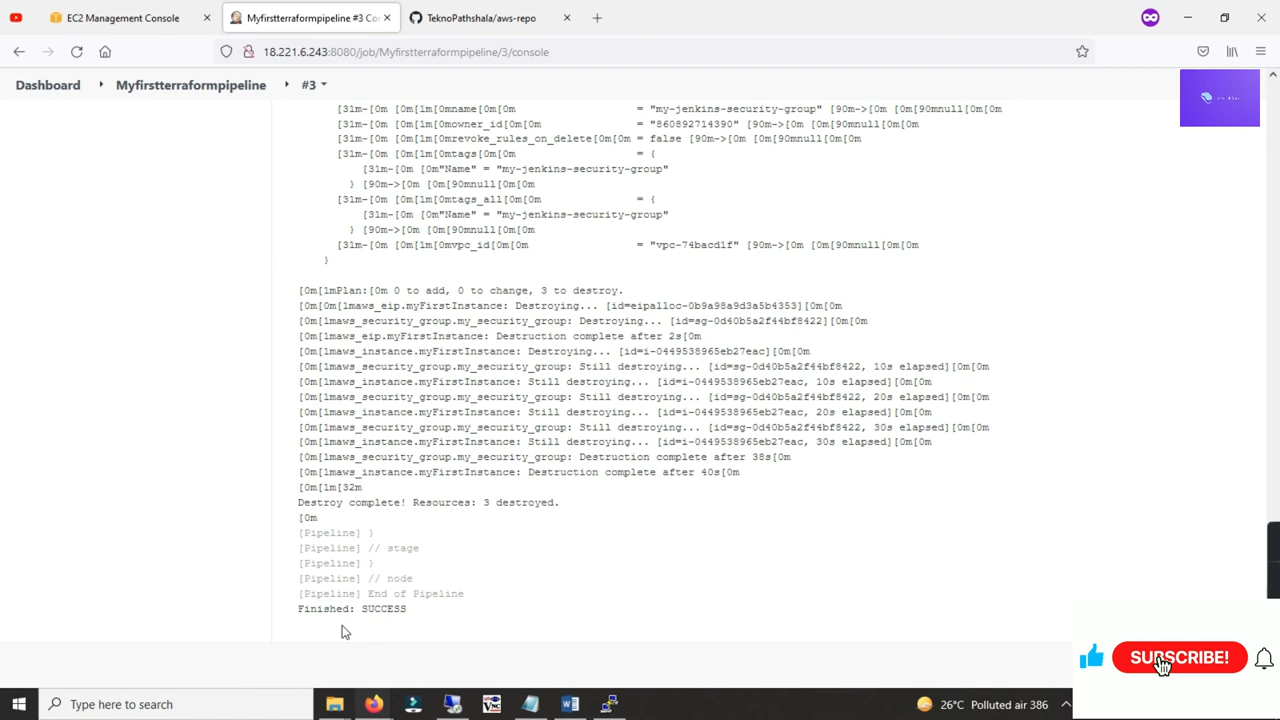 EC2 Management Console
Myfirstterraformpipeline #3 Co
TeknoPathshala/aws-repo
18.221.6.243:8080/job/Myfirstterraformpipeline/3/console
Dashboard
Myfirstterraformpipeline
#3
[31m-[0m [0m[1m[0mname[0m[0m = "my-jenkins-security-group" [90m->[0m [0m[90mnull[0m[0m
[31m-[0m [0m[1m[0mowner_id[0m[0m = "860892714390" [90m->[0m [0m[90mnull[0m[0m
[31m-[0m [0m[1m[0mrevoke_rules_on_delete[0m[0m = false [90m->[0m [0m[90mnull[0m[0m
[31m-[0m [0m[1m[0mtags[0m[0m = {
[31m-[0m [0m"Name" = "my-jenkins-security-group"
} [90m->[0m [0m[90mnull[0m[0m
[31m-[0m [0m[1m[0mtags_all[0m[0m = {
[31m-[0m [0m"Name" = "my-jenkins-security-group"
} [90m->[0m [0m[90mnull[0m[0m
[31m-[0m [0m[1m[0mvpc_id[0m[0m = "vpc-74bacd1f" [90m->[0m [0m[90mnull[0m[0m
}
[0m[1mPlan:[0m 0 to add, 0 to change, 3 to destroy.
[0m[0m[1maws_eip.myFirstInstance: Destroying... [id=eipalloc-0b9a98a9d3a5b4353][0m[0m
[0m[1maws_security_group.my_security_group: Destroying... [id=sg-0d40b5a2f44bf8422][0m[0m
[0m[1maws_eip.myFirstInstance: Destruction complete after 2s[0m
[0m[1maws_instance.myFirstInstance: Destroying... [id=i-0449538965eb27eac][0m[0m
[0m[1maws_security_group.my_security_group: Still destroying... [id=sg-0d40b5a2f44bf8422, 10s elapsed][0m[0m
[0m[1maws_instance.myFirstInstance: Still destroying... [id=i-0449538965eb27eac, 10s elapsed][0m[0m
[0m[1maws_security_group.my_security_group: Still destroying... [id=sg-0d40b5a2f44bf8422, 20s elapsed][0m[0m
[0m[1maws_instance.myFirstInstance: Still destroying... [id=i-0449538965eb27eac, 20s elapsed][0m[0m
[0m[1maws_security_group.my_security_group: Still destroying... [id=sg-0d40b5a2f44bf8422, 30s elapsed][0m[0m
[0m[1maws_instance.myFirstInstance: Still destroying... [id=i-0449538965eb27eac, 30s elapsed][0m[0m
[0m[1maws_security_group.my_security_group: Destruction complete after 38s[0m
[0m[1maws_instance.myFirstInstance: Destruction complete after 40s[0m
[0m[1m[32m
Destroy complete! Resources: 3 destroyed.
[0m
[Pipeline] }
[Pipeline] // stage
[Pipeline] }
[Pipeline] // node
[Pipeline] End of Pipeline
Finished: SUCCESS
SUBSCRIBE!
Type here to search
26°C Polluted air 386